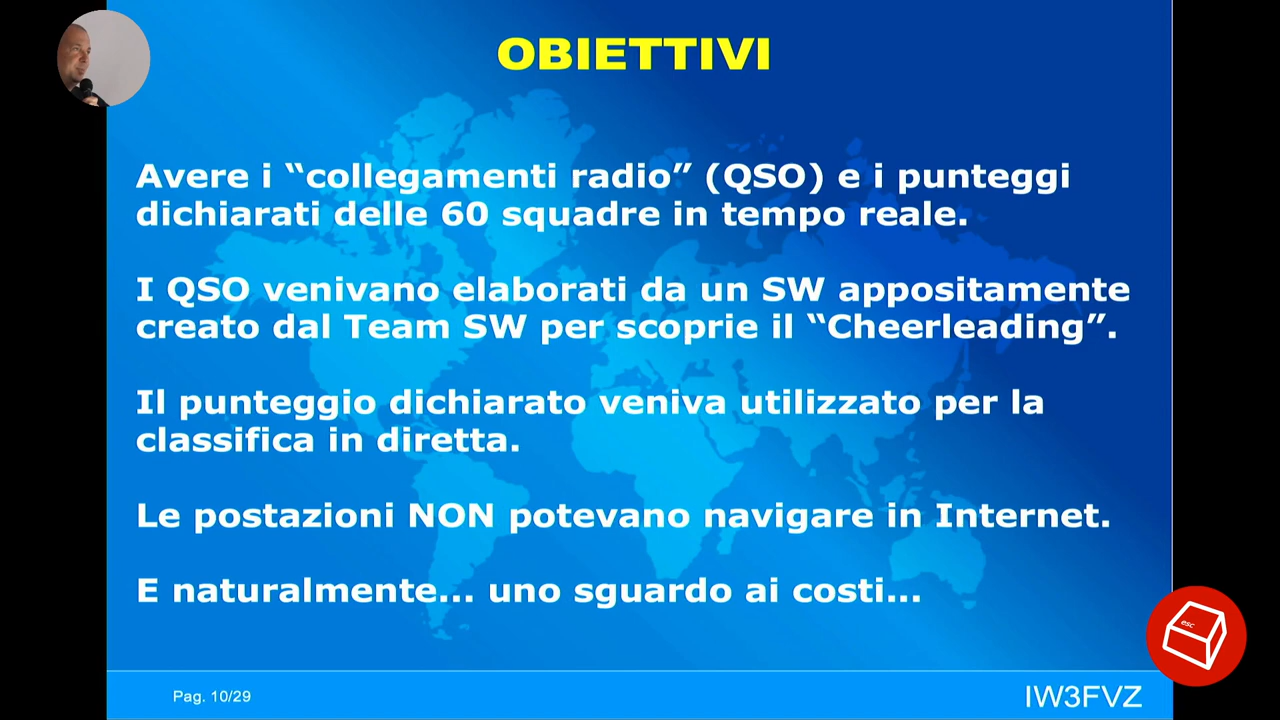 OBIETTIVI
Avere i “collegamenti radio” (QSO) e i punteggi
dichiarati delle 60 squadre in tempo reale.
I QSO venivano elaborati da un SW appositamente
creato dal Team SW per scoprie il “Cheerleading”.
Il punteggio dichiarato veniva utilizzato per la
classifica in diretta.
Le postazioni NON potevano navigare in Internet.
E naturalmente... uno sguardo ai costi...
esc
Pag. 10/29
IW3FVZ